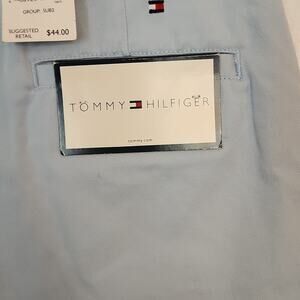 GROUP: SUB2
SUGGESTED
RETAIL $44.00
TOMMY HILFIGER
tommy.com